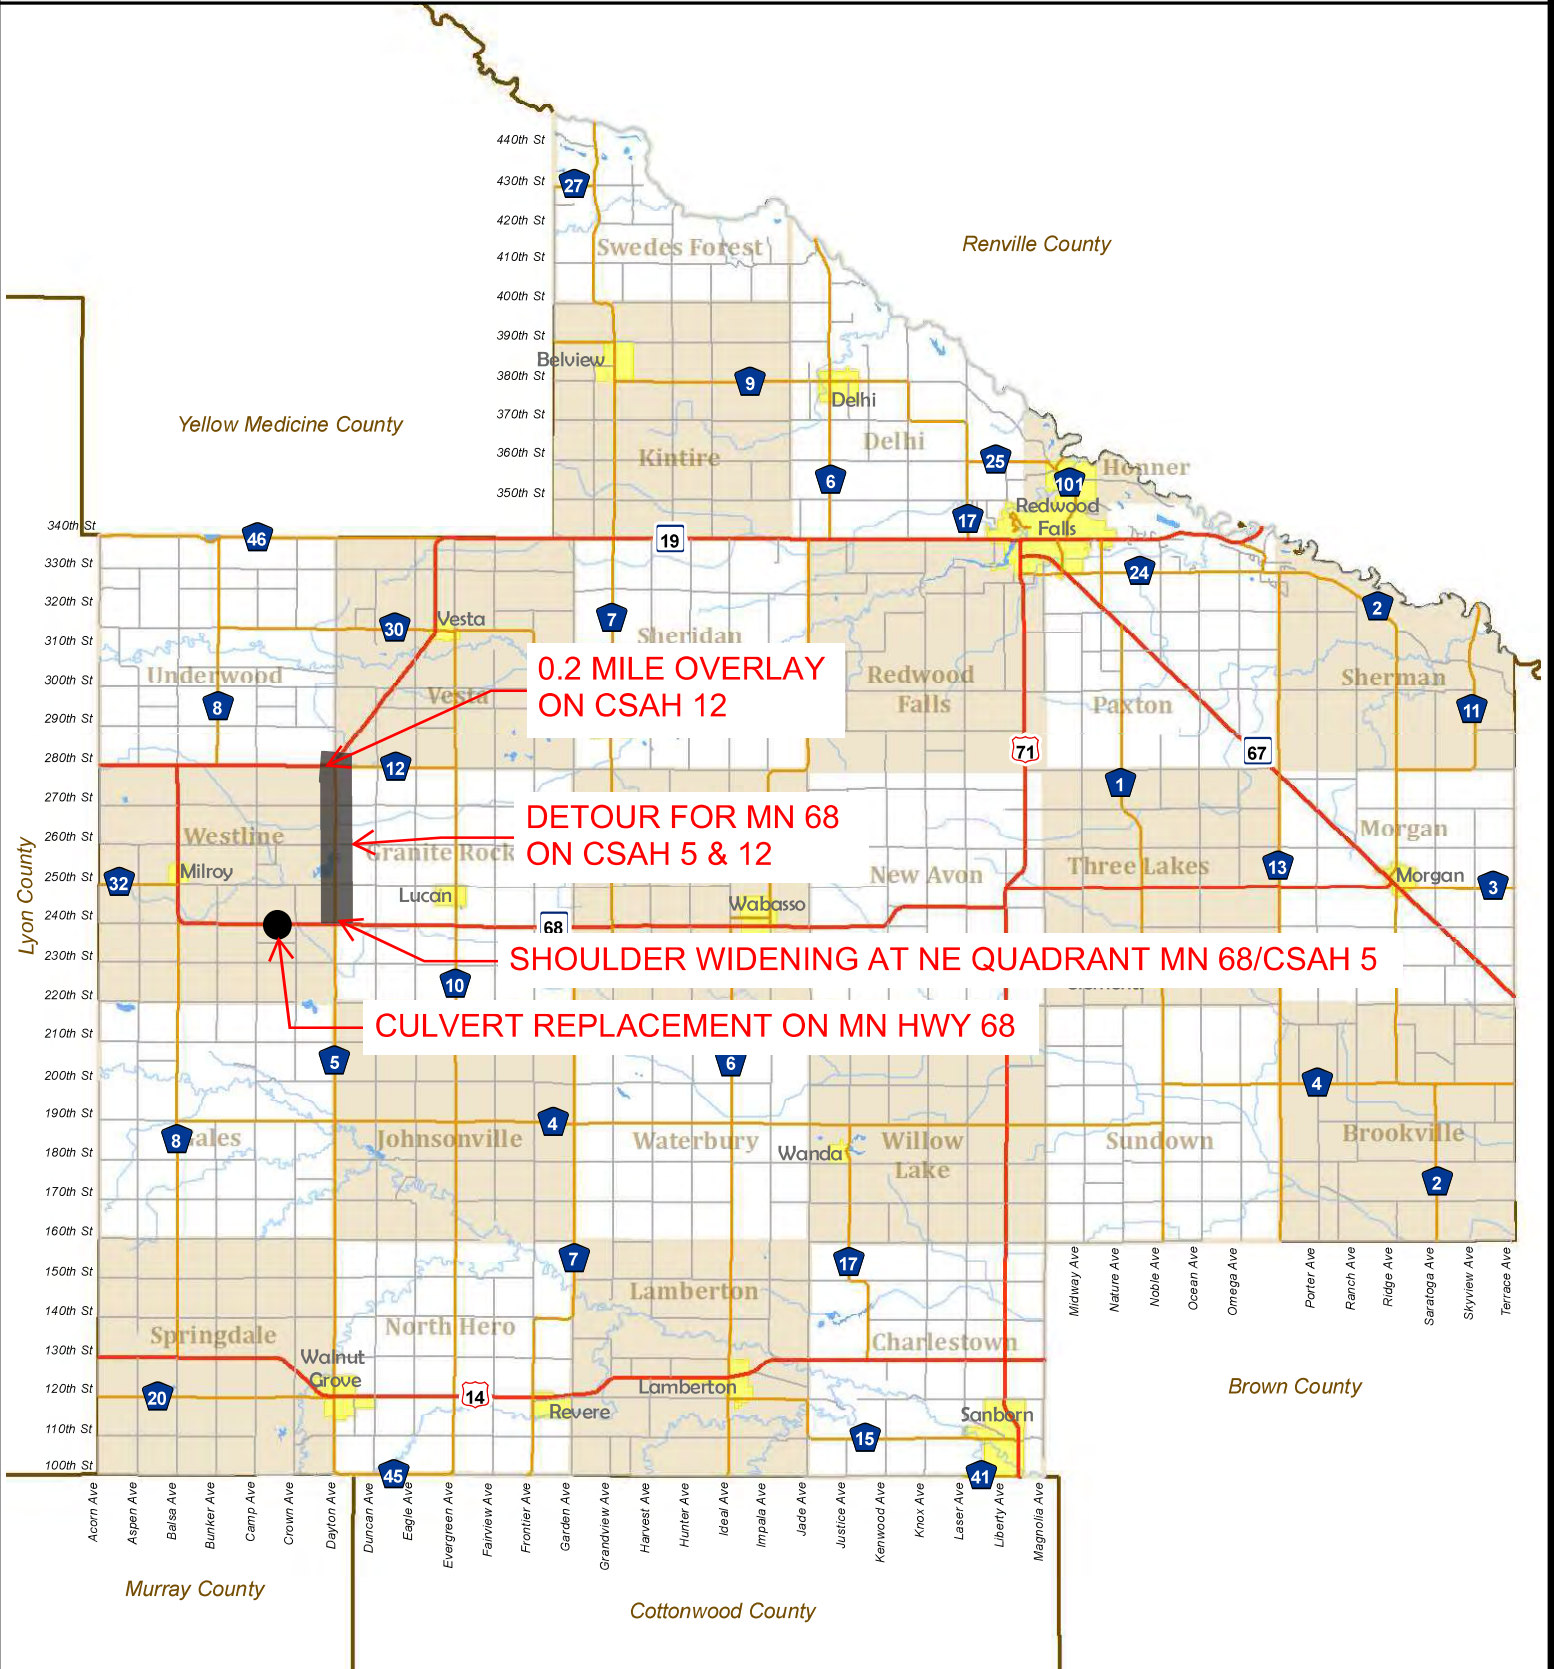 440th St
430th St
27
420th St
Renville County
Swedes Forest
410th St
400th St
390th St
Belview
380th St
9
Delhi
370th St
Yellow Medicine County
Delhi
360th St
Kintire
25
Honner
6
101
350th St
Redwood
Falls
17
340th St
46
19
330th St
24
320th St
2
30
Vesta
7
310th St
Sheridan
0.2 MILE OVERLAY
ON CSAH 12
Underwood
300th St
Vesta
Redwood
Falls
Sherman
8
Paxton
11
290th St
71
67
280th St
12
1
270th St
DETOUR FOR MN 68
ON CSAH 5 & 12
Westline
260th St
Granite Rock
Morgan
Lyon County
Milroy
250th St
32
New Avon
Three Lakes
13
Morgan
3
Lucan
Wabasso
240th St
68
SHOULDER WIDENING AT NE QUADRANT MN 68/CSAH 5
230th St
10
220th St
CULVERT REPLACEMENT ON MN HWY 68
210th St
5
6
200th St
4
190th St
4
8
Gales
Johnsonville
Waterbury
Wanda
Willow
Lake
Sundown
Brookville
180th St
2
170th St
160th St
7
17
150th St
Lamberton
140th St
Springdale
North Hero
Charlestown
130th St
Walnut
Grove
Lamberton
120th St
20
14
Revere
Brown County
Sanborn
110th St
15
100th St
45
41
Midway Ave
Nature Ave
Noble Ave
Ocean Ave
Omega Ave
Porter Ave
Ranch Ave
Ridge Ave
Saratoga Ave
Skyview Ave
Terrace Ave
Acorn Ave
Aspen Ave
Balsa Ave
Bunker Ave
Camp Ave
Crown Ave
Dayton Ave
Duncan Ave
Eagle Ave
Evergreen Ave
Fairview Ave
Frontier Ave
Garden Ave
Grandview Ave
Harvest Ave
Hunter Ave
Ideal Ave
Impala Ave
Jade Ave
Justice Ave
Kenwood Ave
Knox Ave
Laser Ave
Liberty Ave
Magnolia Ave
Murray County
Cottonwood County